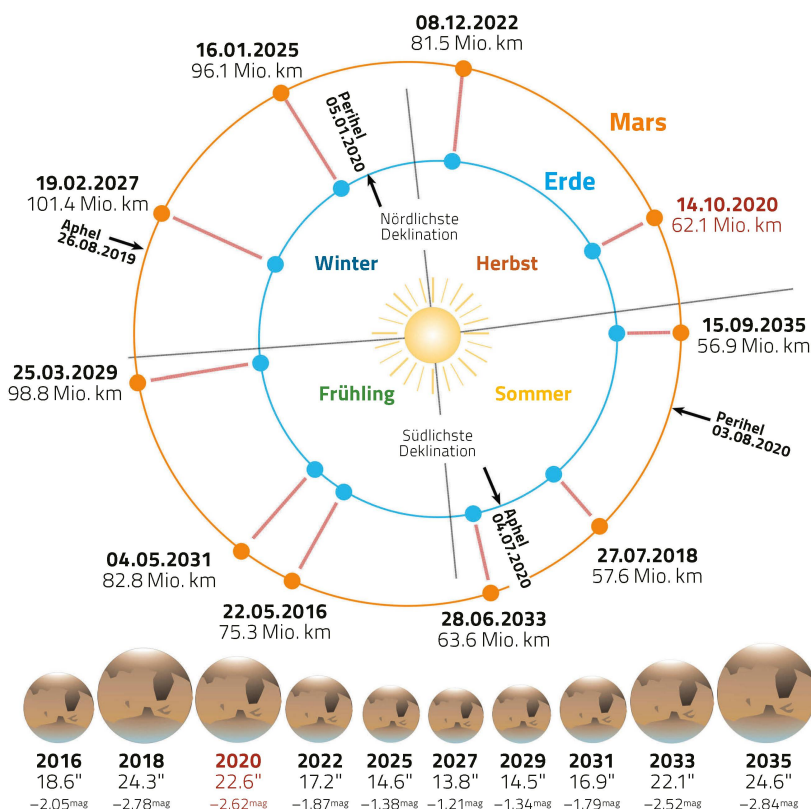 08.12.2022
81.5 Mio. km
16.01.2025
96.1 Mio. km
Perihel
05.01.2020
Mars
Erde
19.02.2027
101.4 Mio. km
14.10.2020
62.1 Mio. km
Aphel
26.08.2019
Nördlichste
Deklination
Winter
Herbst
15.09.2035
56.9 Mio. km
25.03.2029
98.8 Mio. km
Frühling
Sommer
Perihel
03.08.2020
Südlichste
Deklination
Aphel
04.07.2020
04.05.2031
82.8 Mio. km
27.07.2018
57.6 Mio. km
22.05.2016
75.3 Mio. km
28.06.2033
63.6 Mio. km
2016 2018 2020 2022 2025 2027 2029 2031 2033 2035
18.6" 24.3" 22.6" 17.2" 14.6" 13.8" 14.5" 16.9" 22.1" 24.6"
−2.05mag −2.78mag −2.62mag −1.87mag −1.38mag −1.21mag −1.34mag −1.79mag −2.52mag −2.84mag